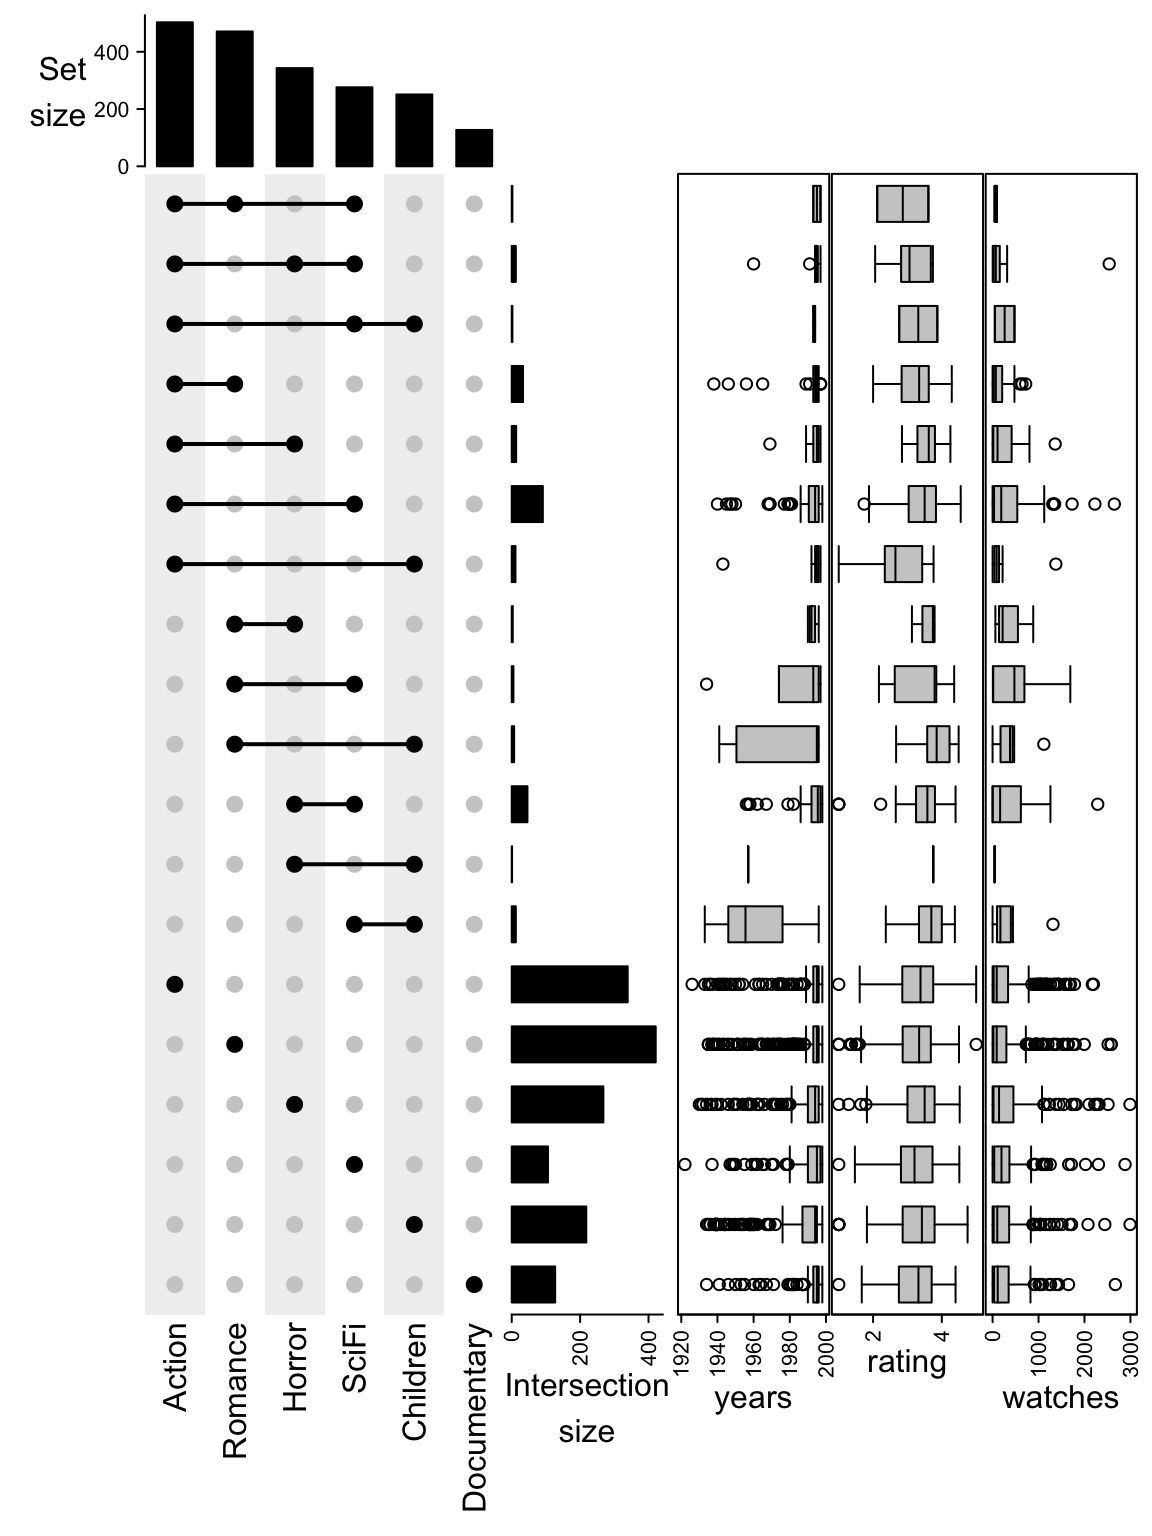 Set
size
400
200
0
Action
Romance
Horror
SciFi
Children
Documentary
0
200
400
Intersection
size
1920
1940
1960
1980
2000
years
2
4
rating
0
1000
2000
3000
watches